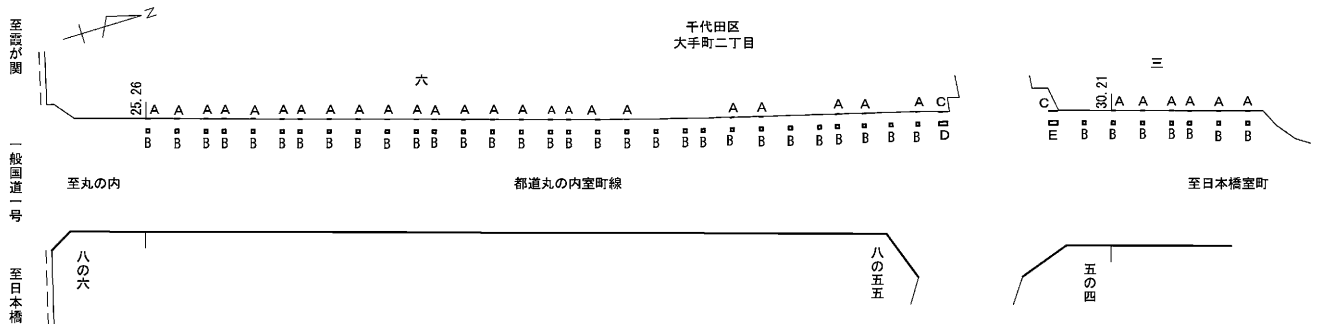 至霞が関
一般国道一号
至日本橋
N
千代田区
大手町二丁目
六
三
25.26
A A A A A A A A A A A A A A A A A A A A A A A A C
B B B B B B B B B B B B B B B B B B B B B B B B B B B B B B D
30.21
C A A A A A A
E B B B B B B B
至丸の内
都道丸の内室町線
至日本橋室町
八の六
八の五五
五の四